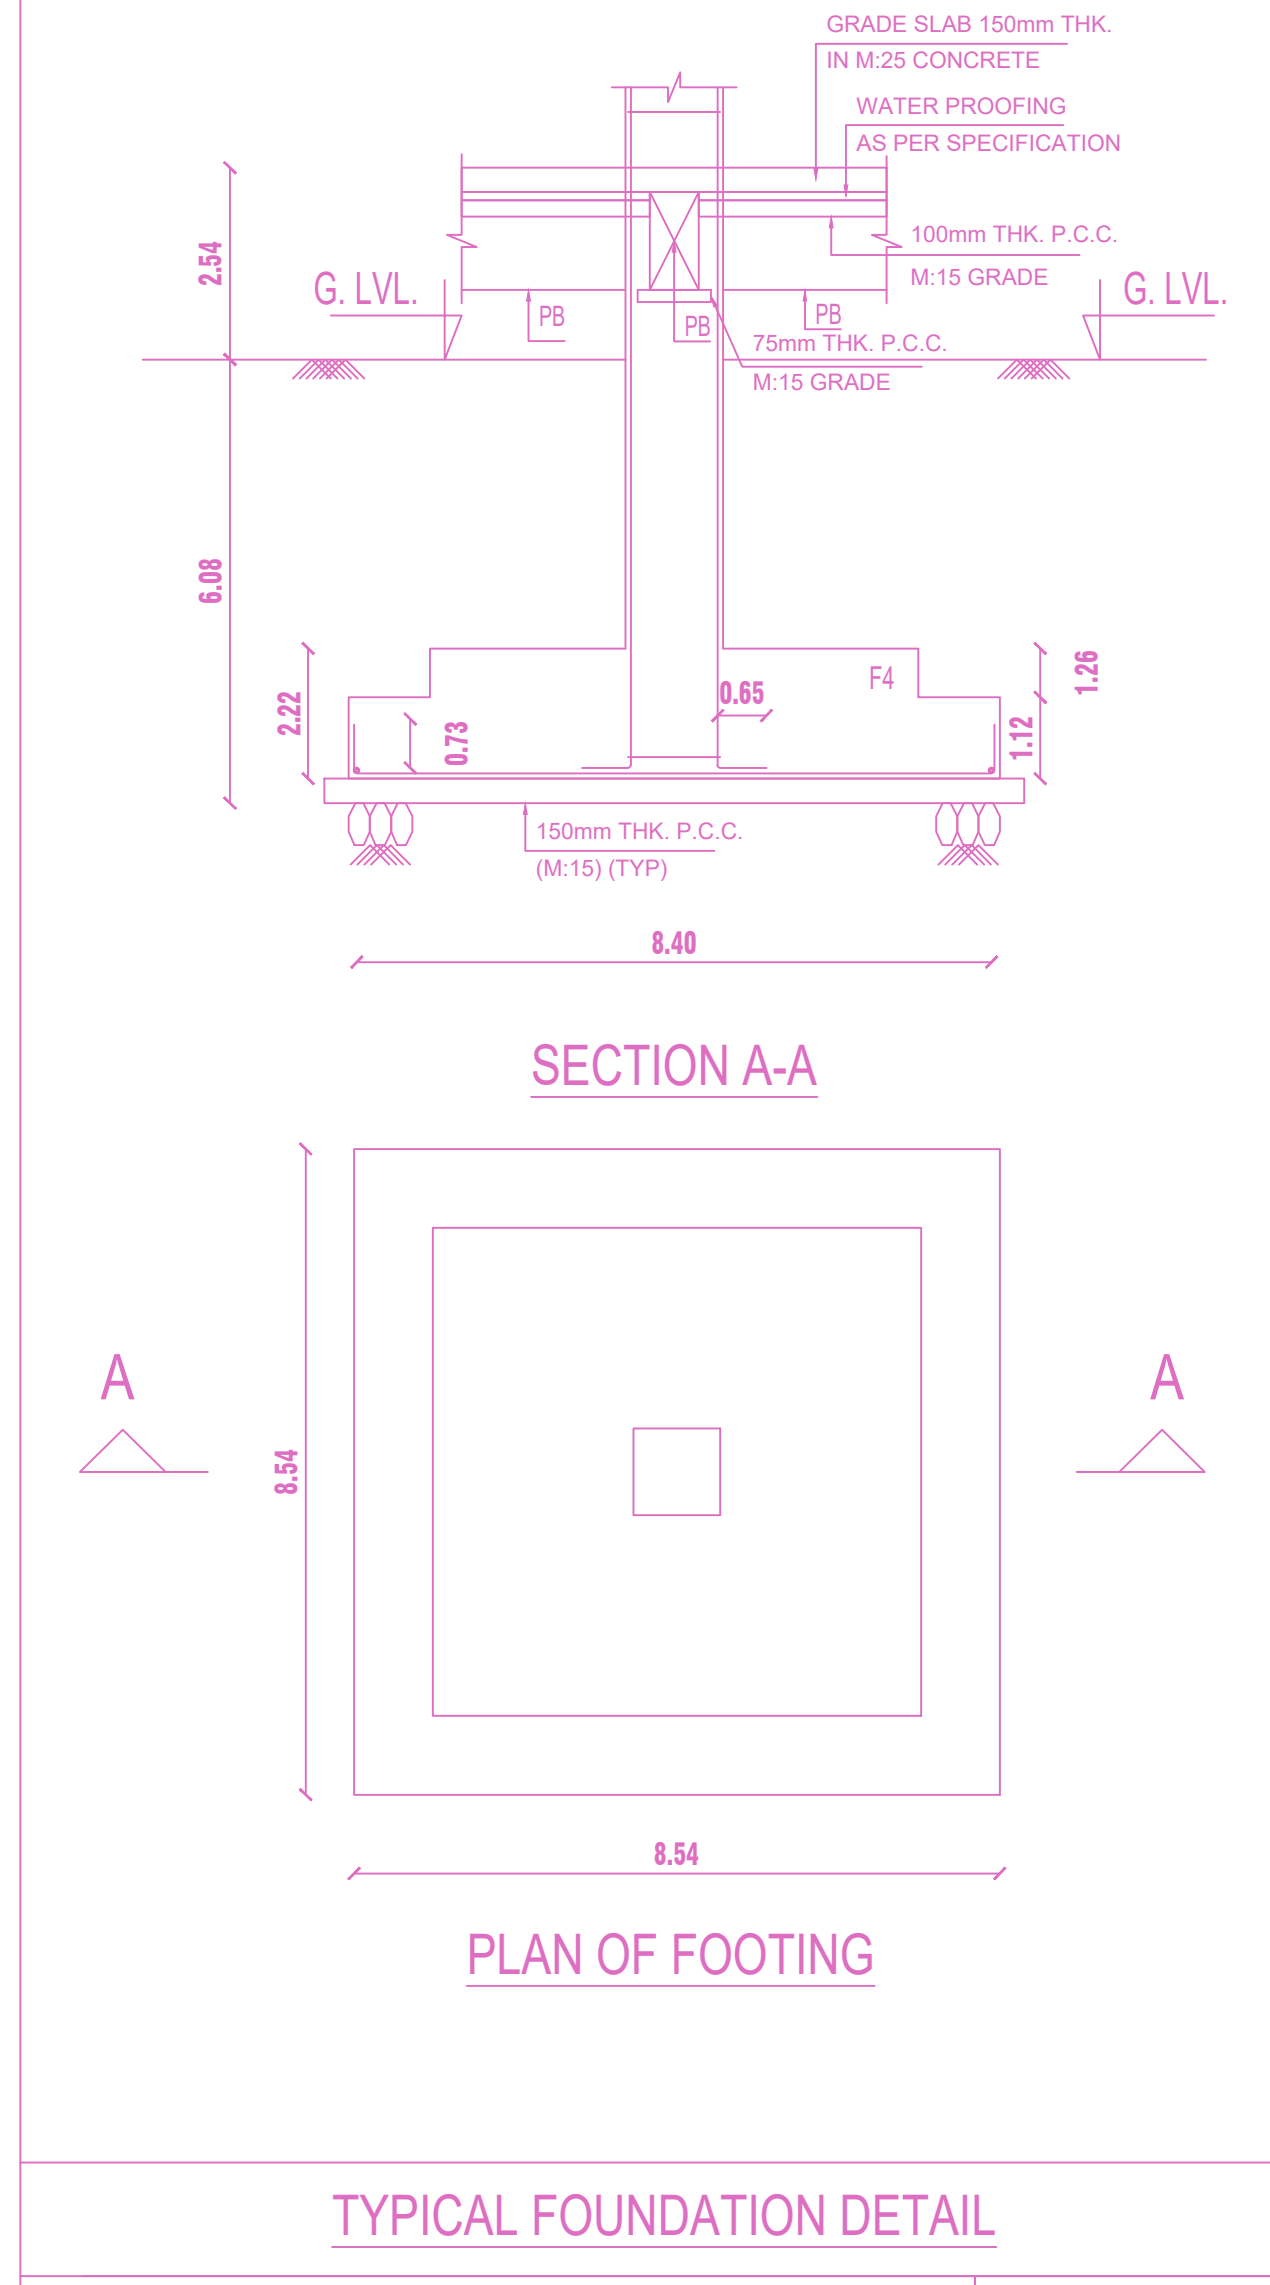 GRADE SLAB 150mm THK.
IN M:25 CONCRETE
WATER PROOFING
AS PER SPECIFICATION
2.54
100mm THK. P.C.C.
M:15 GRADE
G. LVL.
G. LVL.
PB
PB
PB
75mm THK. P.C.C.
M:15 GRADE
6.08
F4
1.26
2.22
0.65
0.73
1.12
150mm THK. P.C.C.
(M:15) (TYP)
8.40
SECTION A-A
A
A
8.54
8.54
PLAN OF FOOTING
TYPICAL FOUNDATION DETAIL